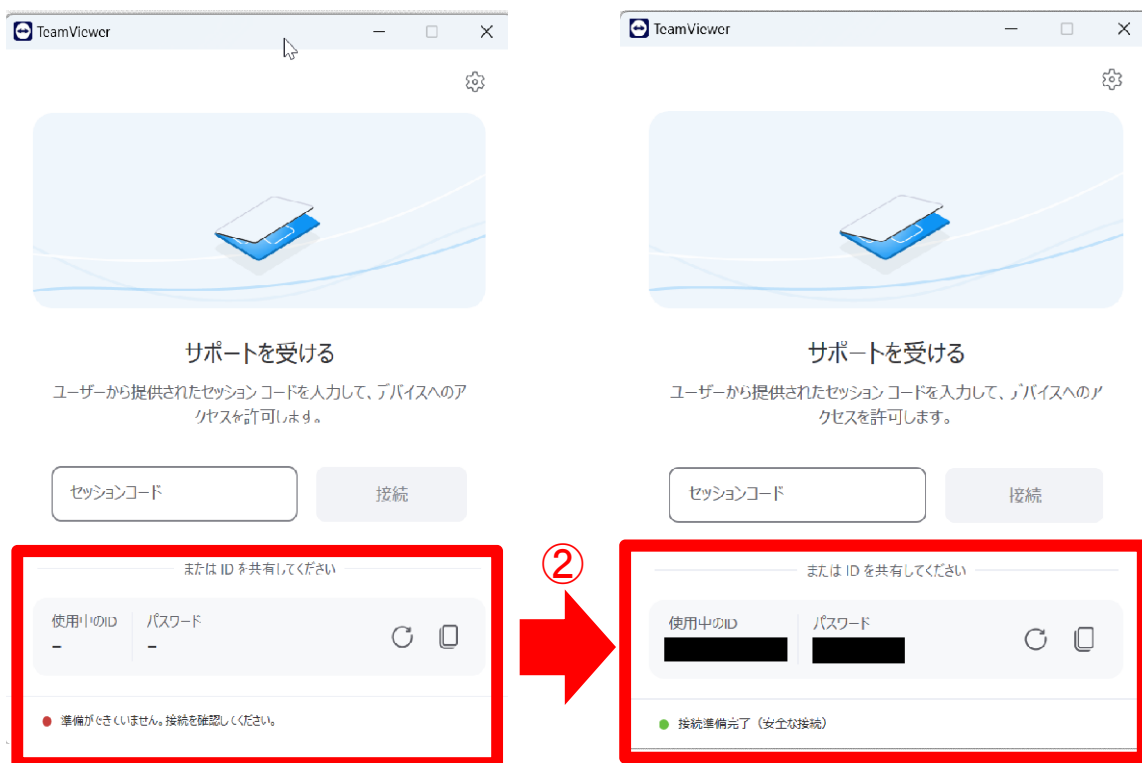 TeamViewer
サポートを受ける
ユーザーから提供されたセッション コードを入力して、デバイスへのア
クセスを許可します。
セッションコード
接続
または ID を共有してください
使用中のID
パスワード
–
–
準備ができていません。接続を確認してください。
②
TeamViewer
サポートを受ける
ユーザーから提供されたセッション コードを入力して、デバイスへのア
クセスを許可します。
セッションコード
接続
または ID を共有してください
使用中のID
パスワード
接続準備完了（安全な接続）